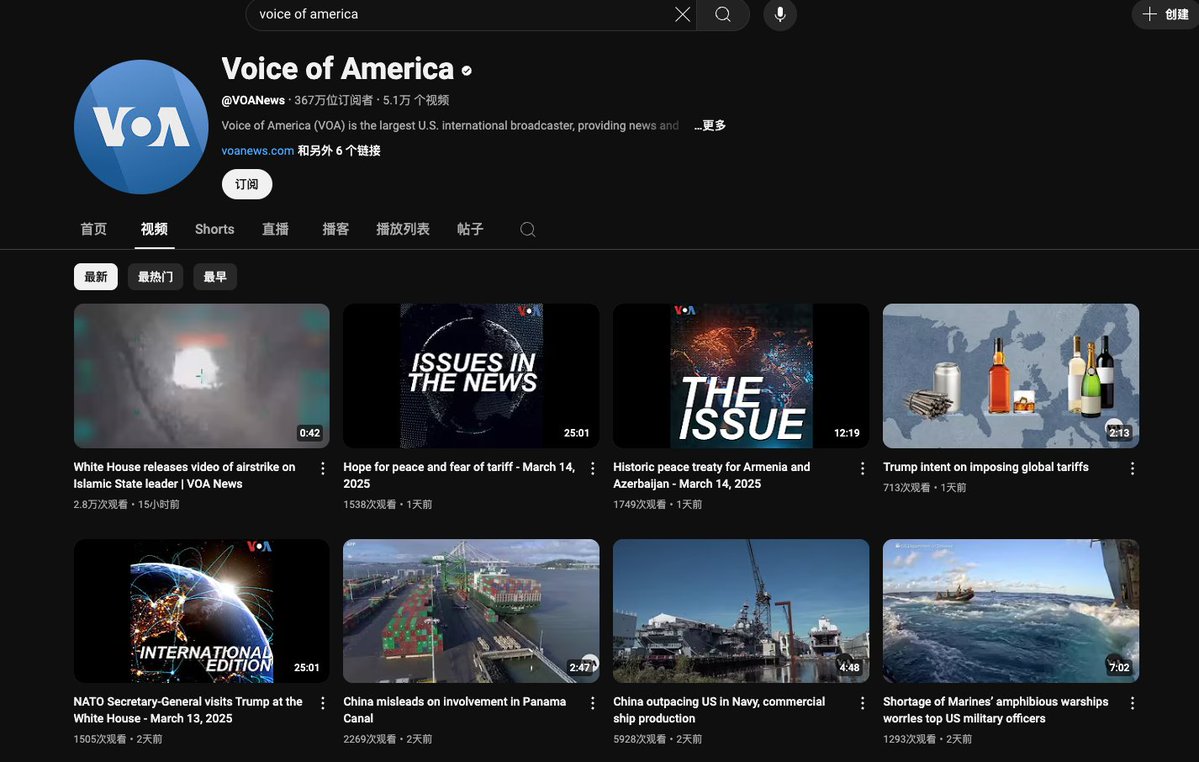 voice of america
创建
Voice of America
@VOANews · 367万位订阅者 · 5.1万 个视频
Voice of America (VOA) is the largest U.S. international broadcaster, providing news and ...更多
voanews.com 和另外 6 个链接
订阅
VOA
首页 视频 Shorts 直播 播客 播放列表 帖子
最新 最热门 最早
0:42
VOA
ISSUES IN
THE NEWS
25:01
VOA
THE
ISSUE
12:19
2:13
White House releases video of airstrike on
Islamic State leader | VOA News
2.8万次观看 · 15小时前
Hope for peace and fear of tariff - March 14,
2025
1538次观看 · 1天前
Historic peace treaty for Armenia and
Azerbaijan - March 14, 2025
1749次观看 · 1天前
Trump intent on imposing global tariffs
713次观看 · 1天前
VOA
INTERNATIONAL
EDITION
25:01
2:47
4:48
7:02
NATO Secretary-General visits Trump at the
White House - March 13, 2025
1505次观看 · 2天前
China misleads on involvement in Panama
Canal
2269次观看 · 2天前
China outpacing US in Navy, commercial
ship production
5928次观看 · 2天前
Shortage of Marines’ amphibious warships
worries top US military officers
1293次观看 · 2天前